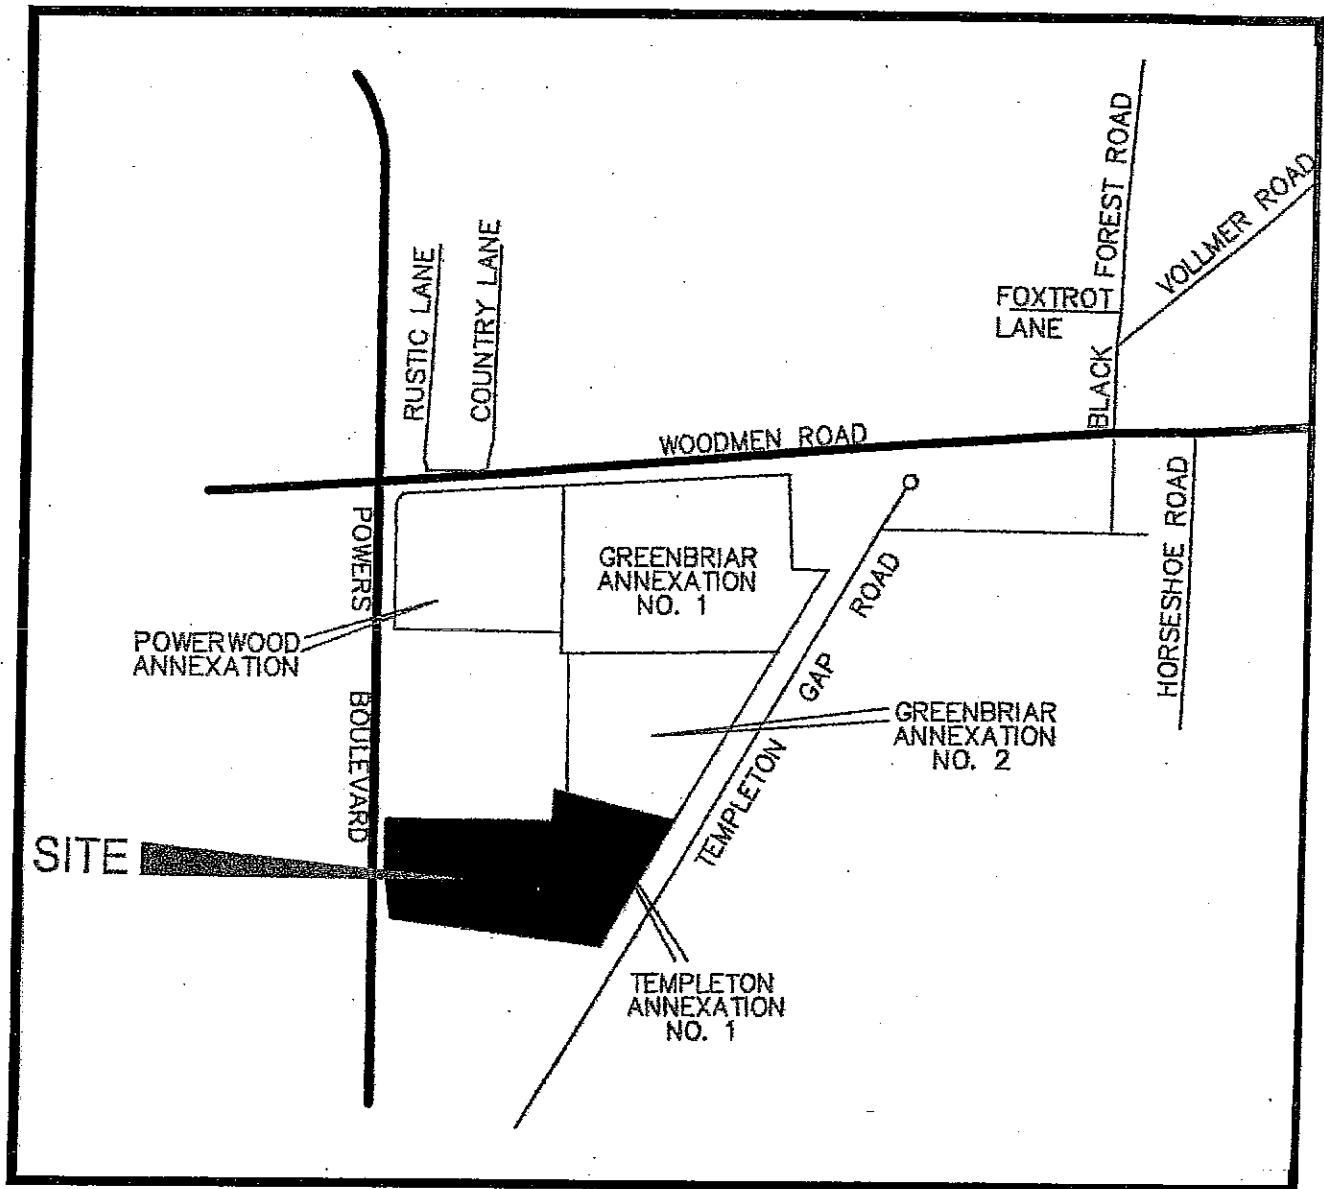 FOREST ROAD
VOLLMER ROAD
RUSTIC LANE
COUNTRY LANE
FOXTROT
LANE
BLACK
WOODMEN ROAD
POWERS
GREENBRIAR
ANNEXATION
NO. 1
ROAD
HORSESHOE ROAD
POWERWOOD
ANNEXATION
GAP
BOULEVARD
GREENBRIAR
ANNEXATION
NO. 2
TEMPLETON
SITE
TEMPLETON
ANNEXATION
NO. 1